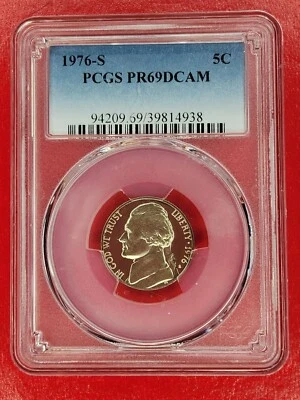 1976-S 5C
PCGS PR69DCAM
94209.69/39814938
IN GOD WE TRUST
LIBERTY ★ 1976